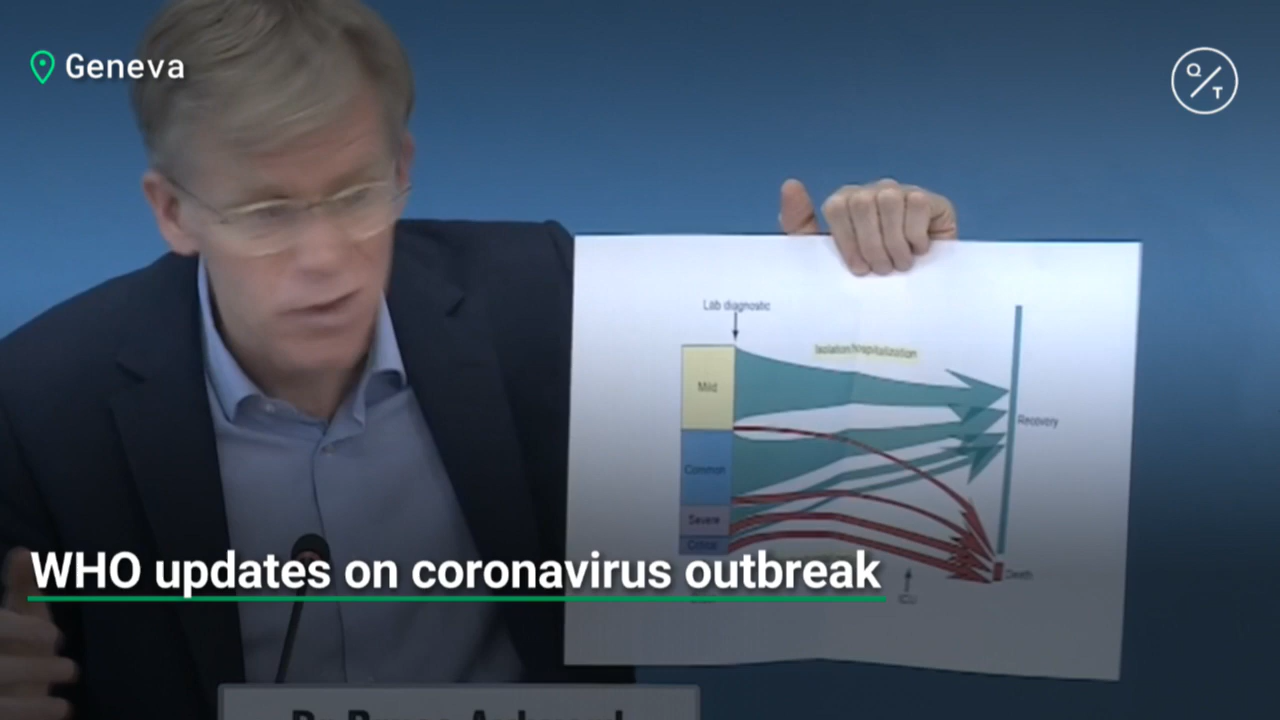 Geneva
Q
T
Lab diagnostic
Isolation/hospitalization
Mild
Recovery
Common
Severe
Critical
WHO updates on coronavirus outbreak
Death
ICU